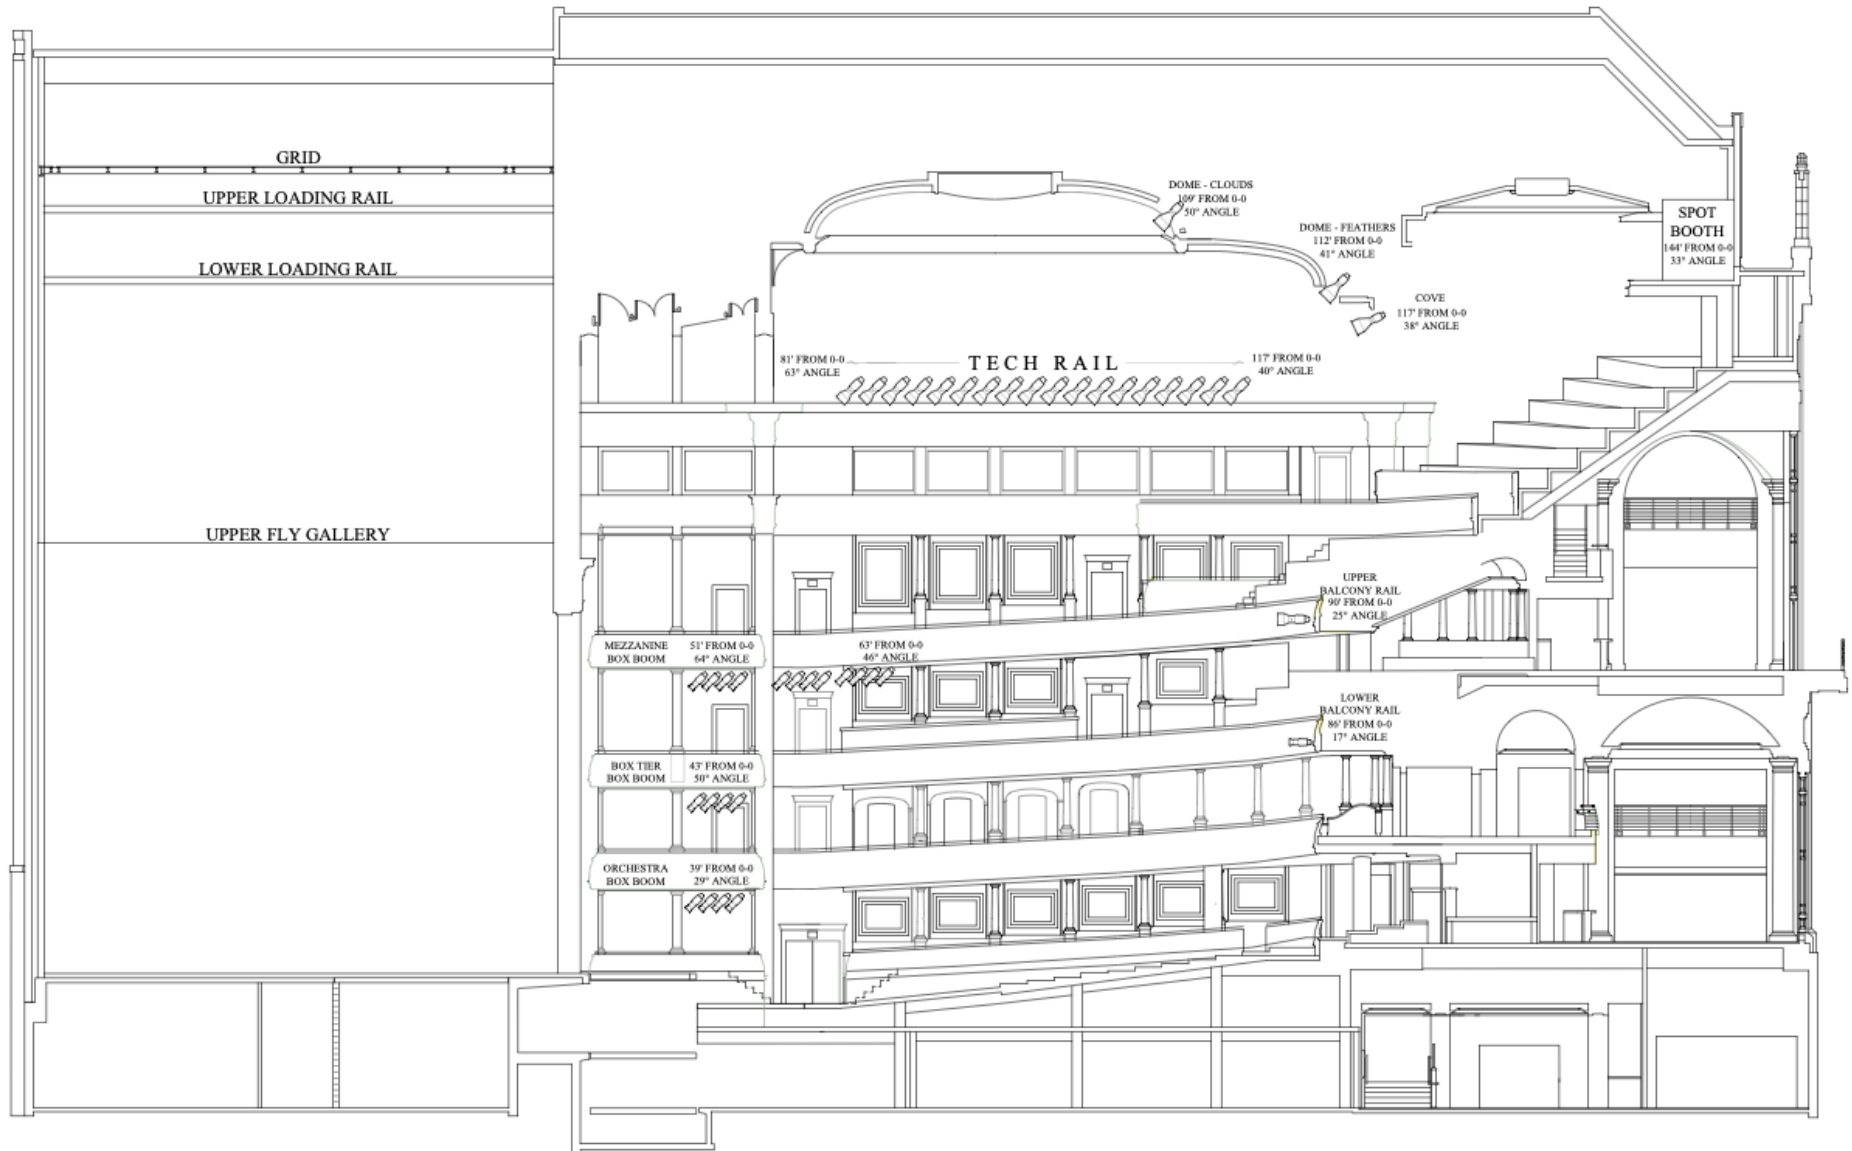 GRID
UPPER LOADING RAIL
LOWER LOADING RAIL
UPPER FLY GALLERY
DOME - CLOUDS
109' FROM 0-0
50° ANGLE
DOME - FEATHERS
112' FROM 0-0
41° ANGLE
SPOT
BOOTH
144' FROM 0-0
33° ANGLE
COVE
117' FROM 0-0
38° ANGLE
81' FROM 0-0
63° ANGLE
TECH RAIL
117' FROM 0-0
40° ANGLE
UPPER
BALCONY RAIL
90' FROM 0-0
25° ANGLE
MEZZANINE
BOX BOOM
51' FROM 0-0
64° ANGLE
63' FROM 0-0
46° ANGLE
LOWER
BALCONY RAIL
86' FROM 0-0
17° ANGLE
BOX TIER
BOX BOOM
43' FROM 0-0
50° ANGLE
ORCHESTRA
BOX BOOM
39' FROM 0-0
29° ANGLE